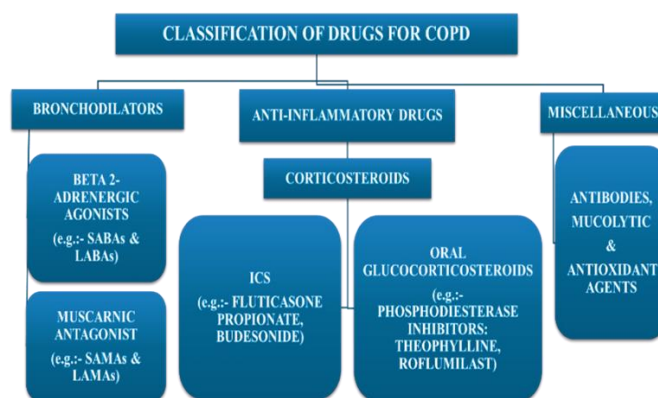 CLASSIFICATION OF DRUGS FOR COPD
BRONCHODILATORS
ANTI-INFLAMMATORY DRUGS
MISCELLANEOUS
BETA 2-
ADRENERGIC
AGONISTS
(e.g.:- SABAs &
LABAs)
MUSCARNIC
ANTAGONIST
(e.g.:- SAMAs &
LAMAs)
CORTICOSTEROIDS
ICS
(e.g.:- FLUTICASONE
PROPIONATE,
BUDESONIDE)
ORAL
GLUCOCORTICOSTEROIDS
(e.g.:-
PHOSPHODIESTERASE
INHIBITORS:
THEOPHYLLINE,
ROFLUMILAST)
ANTIBODIES,
MUCOLYTIC
&
ANTIOXIDANT
AGENTS